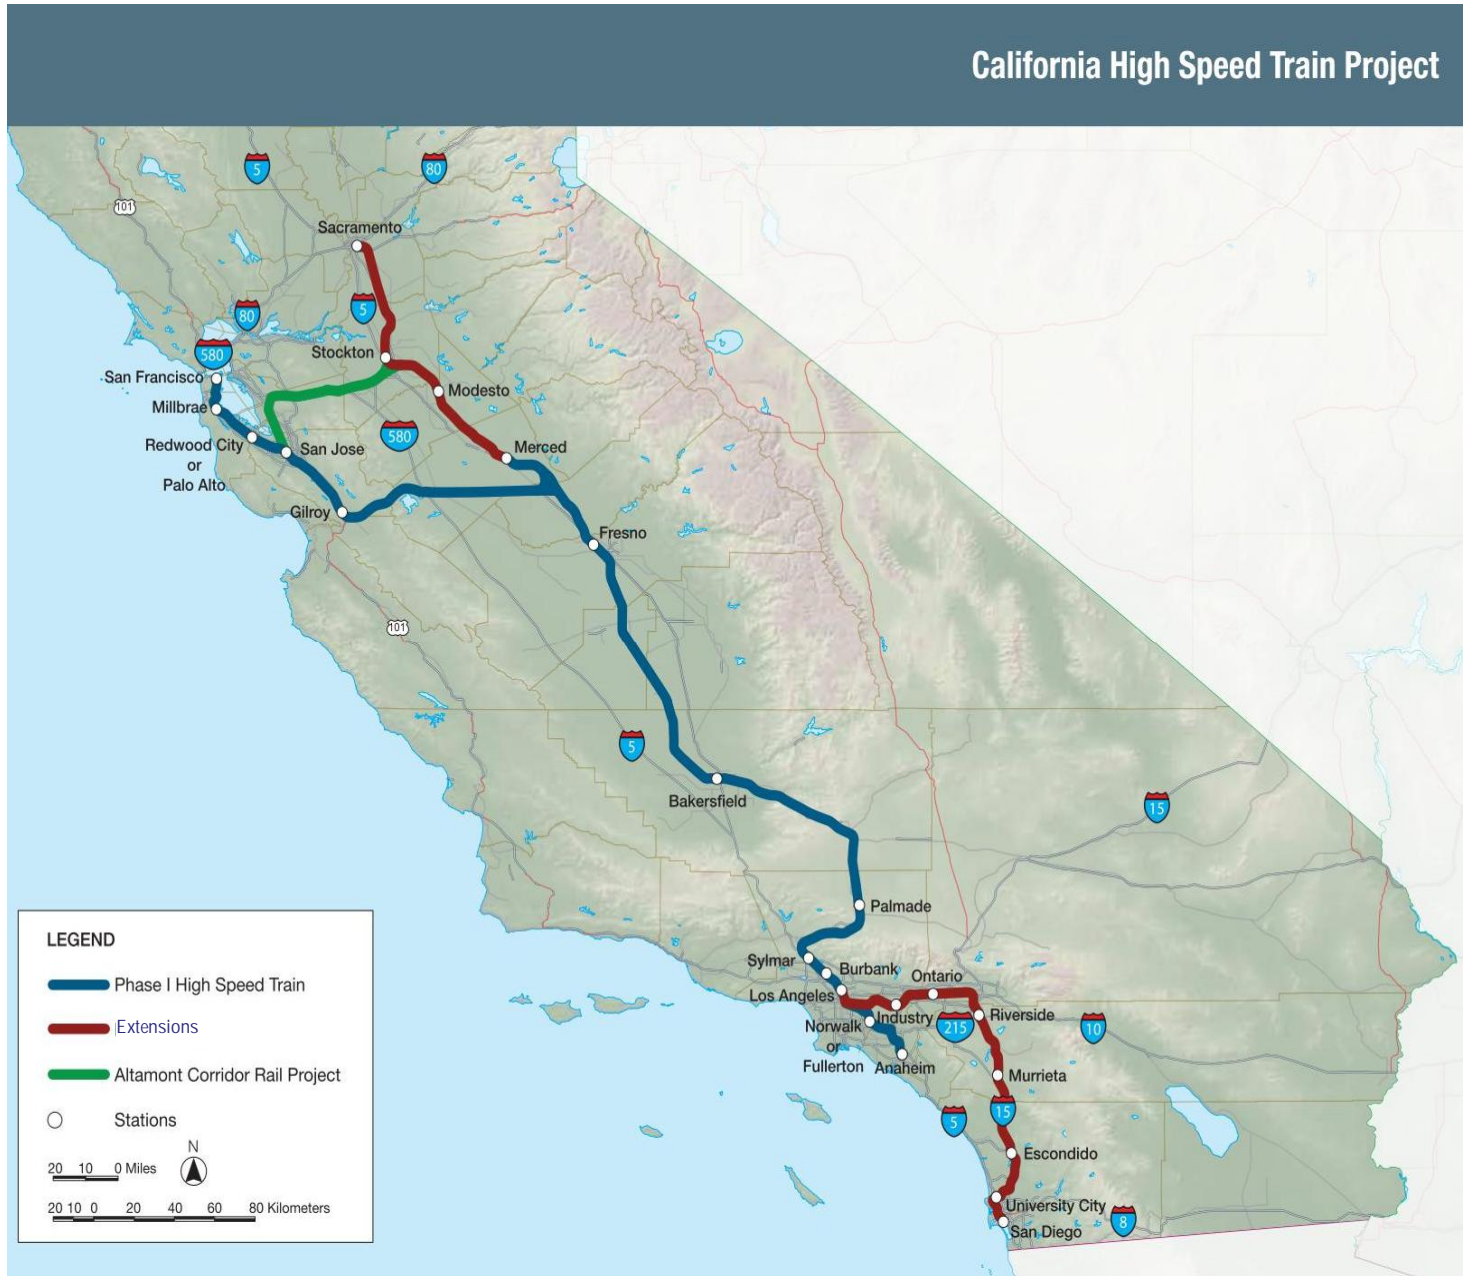 California High Speed Train Project
5
80
101
Sacramento
80
5
580
Stockton
San Francisco
Millbrae
Modesto
580
Redwood City
or
Palo Alto
San Jose
Merced
Gilroy
Fresno
101
5
Bakersfield
15
Palmade
Sylmar
Burbank
Ontario
Los Angeles
Industry
Riverside
Norwalk
or
Fullerton
215
10
Anaheim
Murrieta
5
15
Escondido
University City
San Diego
8
LEGEND
Phase I High Speed Train
Extensions
Altamont Corridor Rail Project
Stations
N
20 10 0 Miles
20 10 0 20 40 60 80 Kilometers